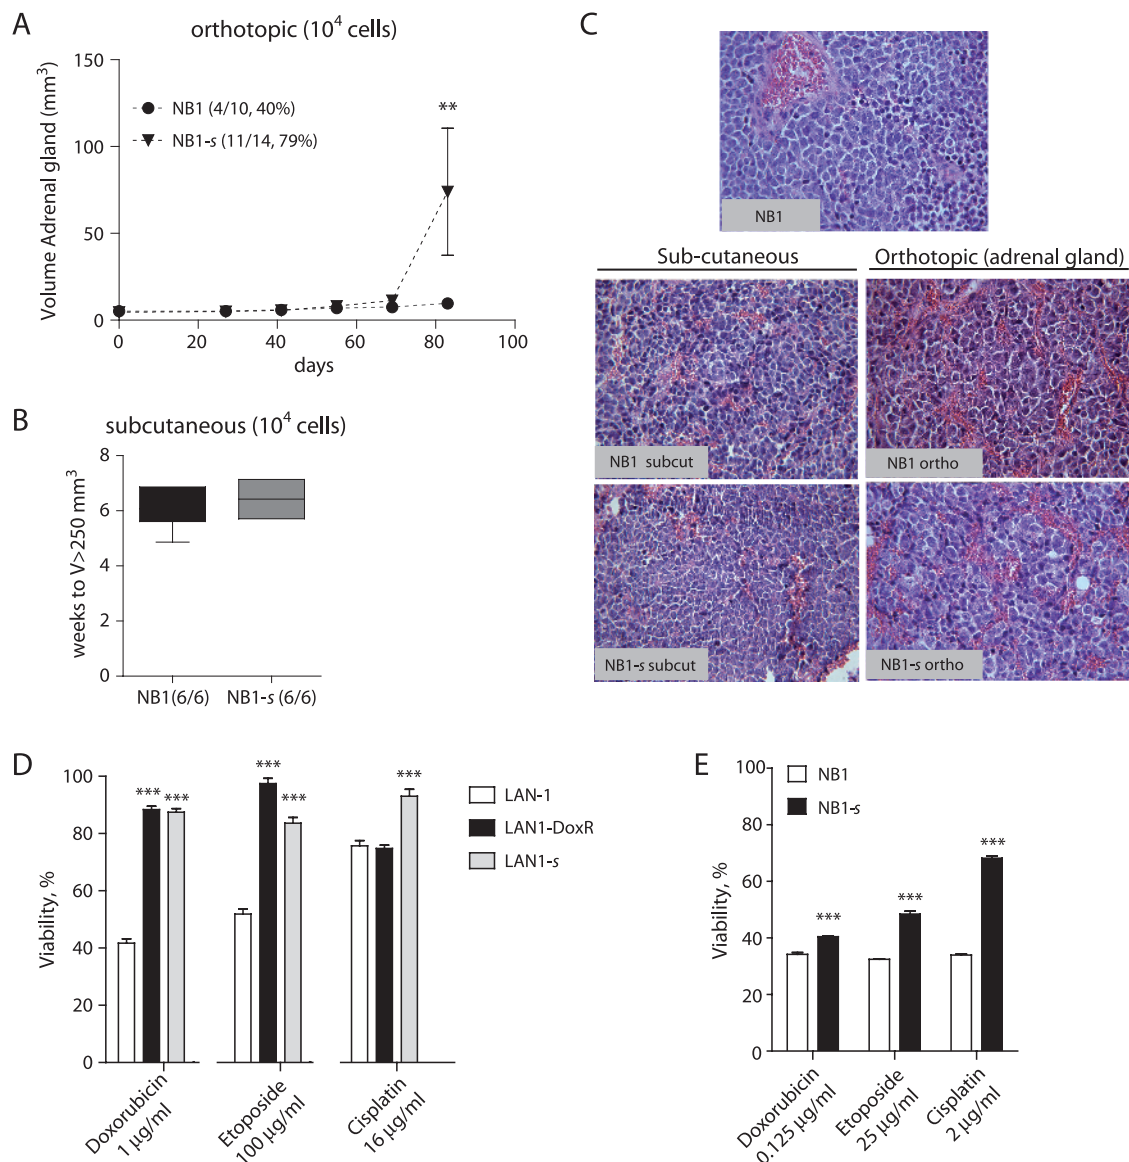 A
orthotopic (10⁴ cells)
Volume Adrenal gland (mm³)
150
100
50
0
NB1 (4/10, 40%)
NB1-s (11/14, 79%)
**
0 20 40 60 80 100
days
B
subcutaneous (10⁴ cells)
weeks to V>250 mm³
8
6
4
2
0
NB1(6/6) NB1-s (6/6)
C
NB1
Sub-cutaneous Orthotopic (adrenal gland)
NB1 subcut NB1 ortho
NB1-s subcut NB1-s ortho
D
Viability, %
100
80
60
40
20
0
*** ***
*** ***
***
LAN-1
LAN1-DoxR
LAN1-s
Doxorubicin
1 µg/ml
Etoposide
100 µg/ml
Cisplatin
16 µg/ml
E
Viability, %
100
80
60
40
20
0
NB1
NB1-s
***
***
***
Doxorubicin
0.125 µg/ml
Etoposide
25 µg/ml
Cisplatin
2 µg/ml